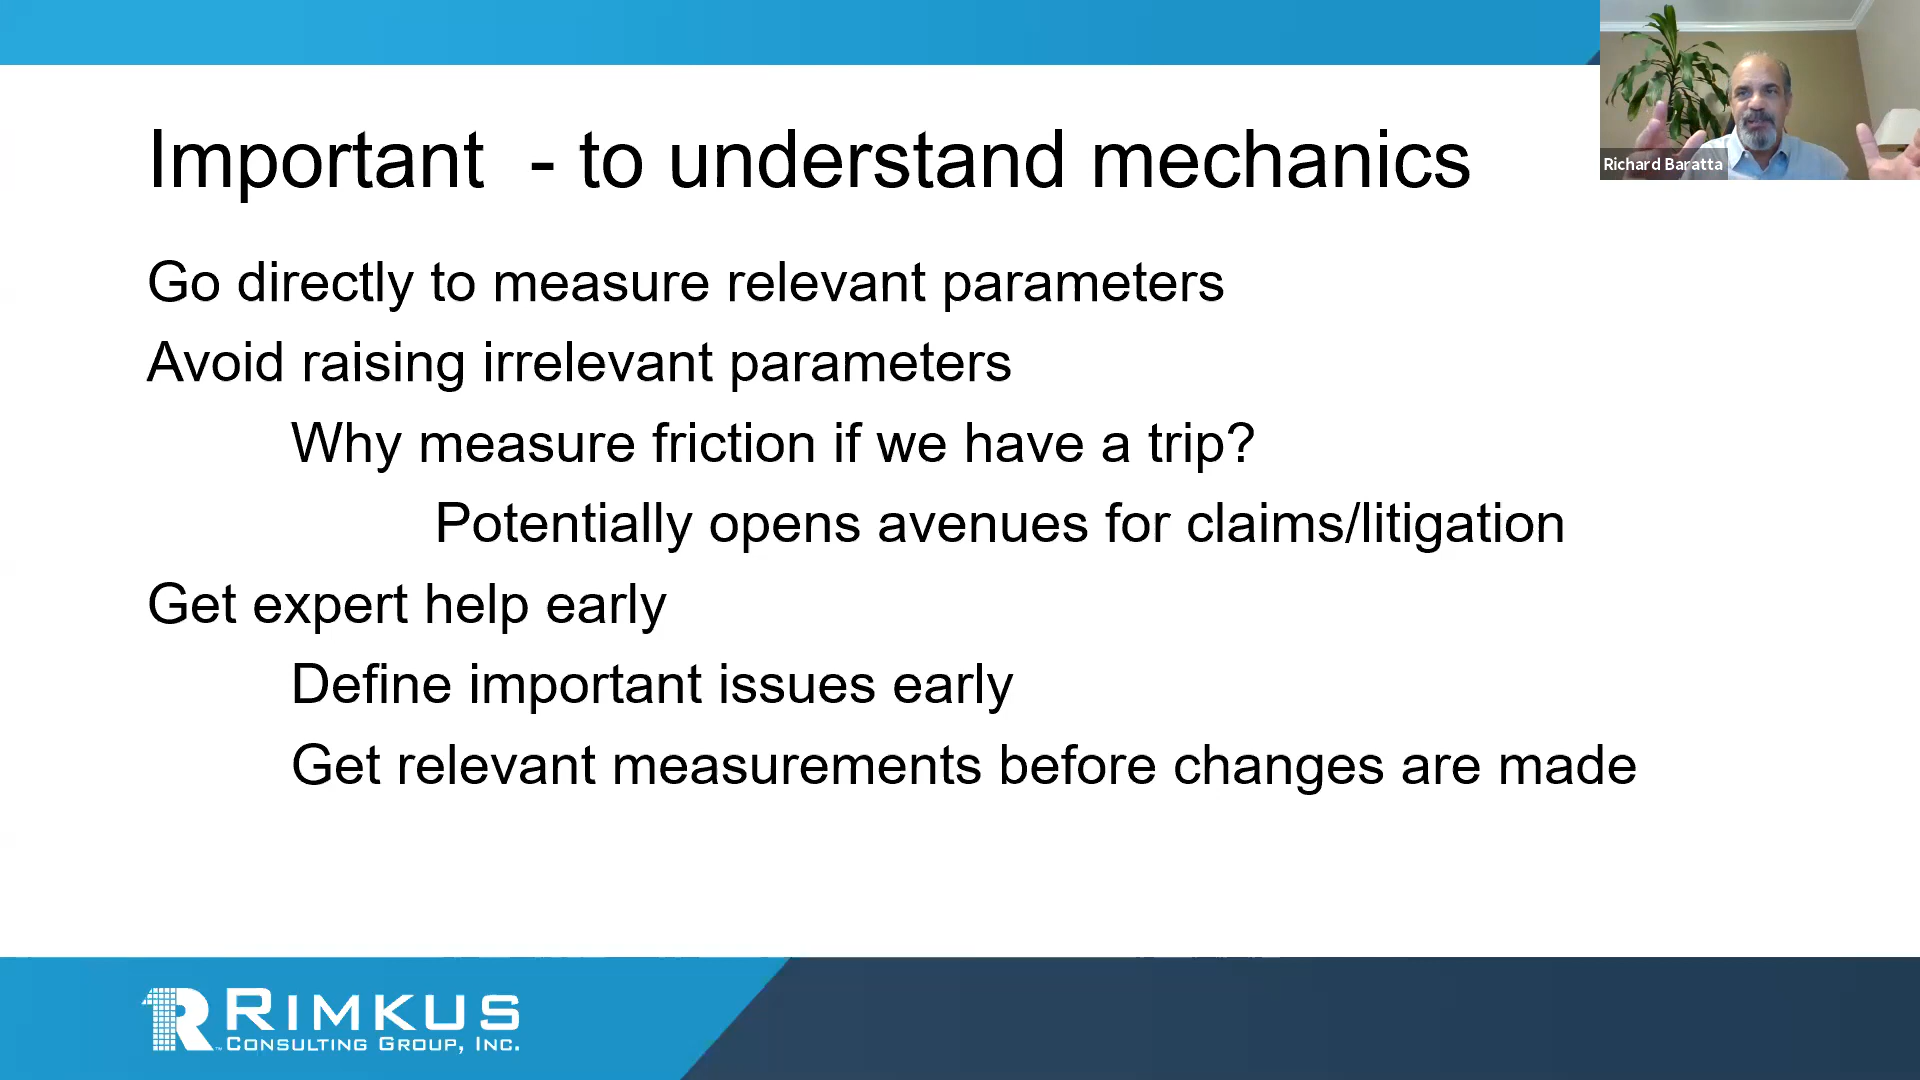 Important  - to understand mechanics
Richard Baratta
Go directly to measure relevant parameters
Avoid raising irrelevant parameters
Why measure friction if we have a trip?
Potentially opens avenues for claims/litigation
Get expert help early
Define important issues early
Get relevant measurements before changes are made
RIMKUS
CONSULTING GROUP, INC.